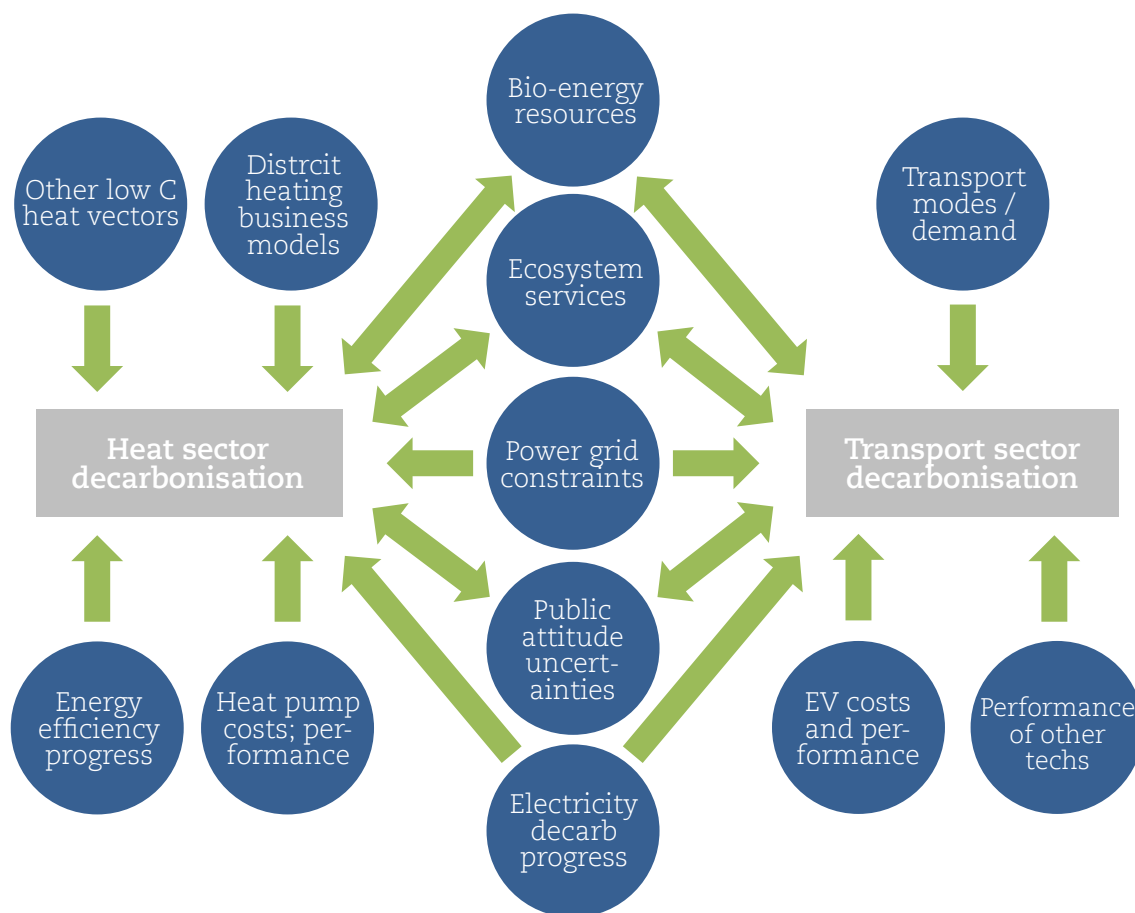 Bio-energy
resources
Other low C
heat vectors
Distrcit
heating
business
models
Transport
modes /
demand
Ecosystem
services
Heat sector
decarbonisation
Power grid
constraints
Transport sector
decarbonisation
Public
attitude
uncert-
ainties
Energy
efficiency
progress
Heat pump
costs; per-
formance
EV costs
and per-
formance
Performance
of other
techs
Electricity
decarb
progress